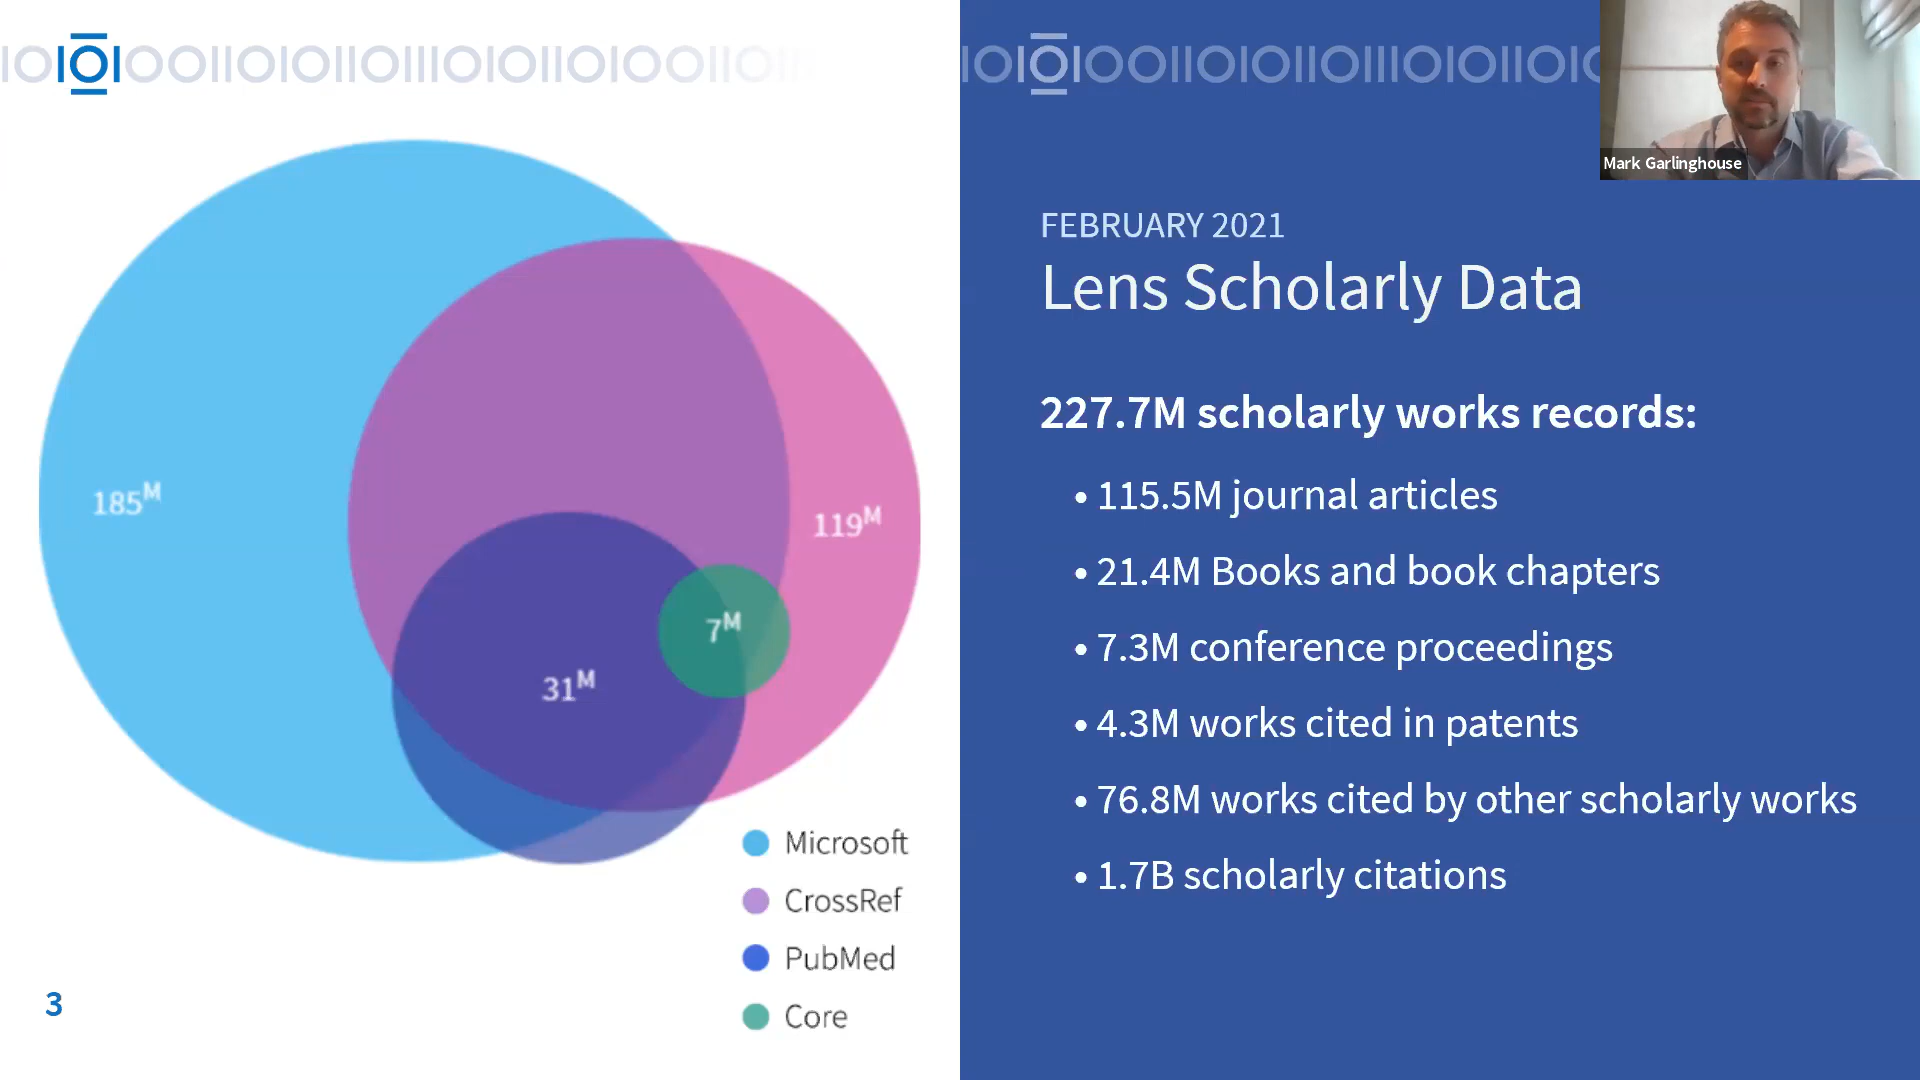 Mark Garlinghouse
FEBRUARY 2021
Lens Scholarly Data
227.7M scholarly works records:
• 115.5M journal articles
• 21.4M Books and book chapters
• 7.3M conference proceedings
• 4.3M works cited in patents
• 76.8M works cited by other scholarly works
• 1.7B scholarly citations
185M
119M
7M
31M
Microsoft
CrossRef
PubMed
Core
3